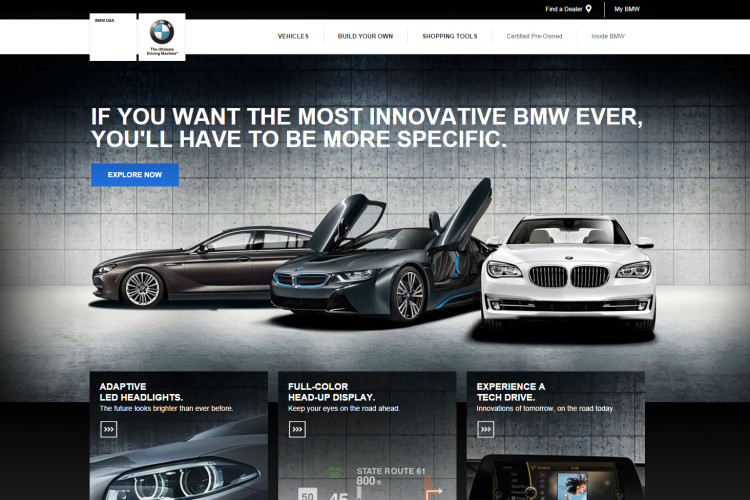 Find a Dealer
My BMW
BMW USA
The Ultimate
Driving Machine®
VEHICLES
BUILD YOUR OWN
SHOPPING TOOLS
Certified Pre-Owned
Inside BMW
IF YOU WANT THE MOST INNOVATIVE BMW EVER,
YOU'LL HAVE TO BE MORE SPECIFIC.
EXPLORE NOW
ADAPTIVE
LED HEADLIGHTS.
The future looks brighter than ever before.
FULL-COLOR
HEAD-UP DISPLAY.
Keep your eyes on the road ahead.
STATE ROUTE 61
800 ft
50
45
EXPERIENCE A
TECH DRIVE.
Innovations of tomorrow, on the road today.